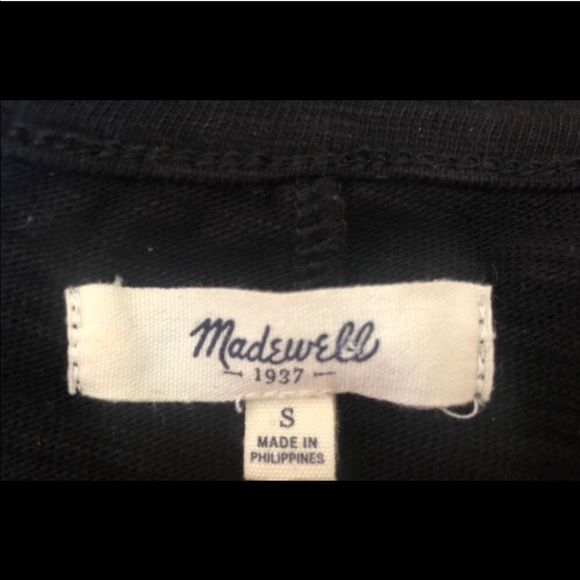 Madewell
— 1937 —
S
MADE IN
PHILIPPINES